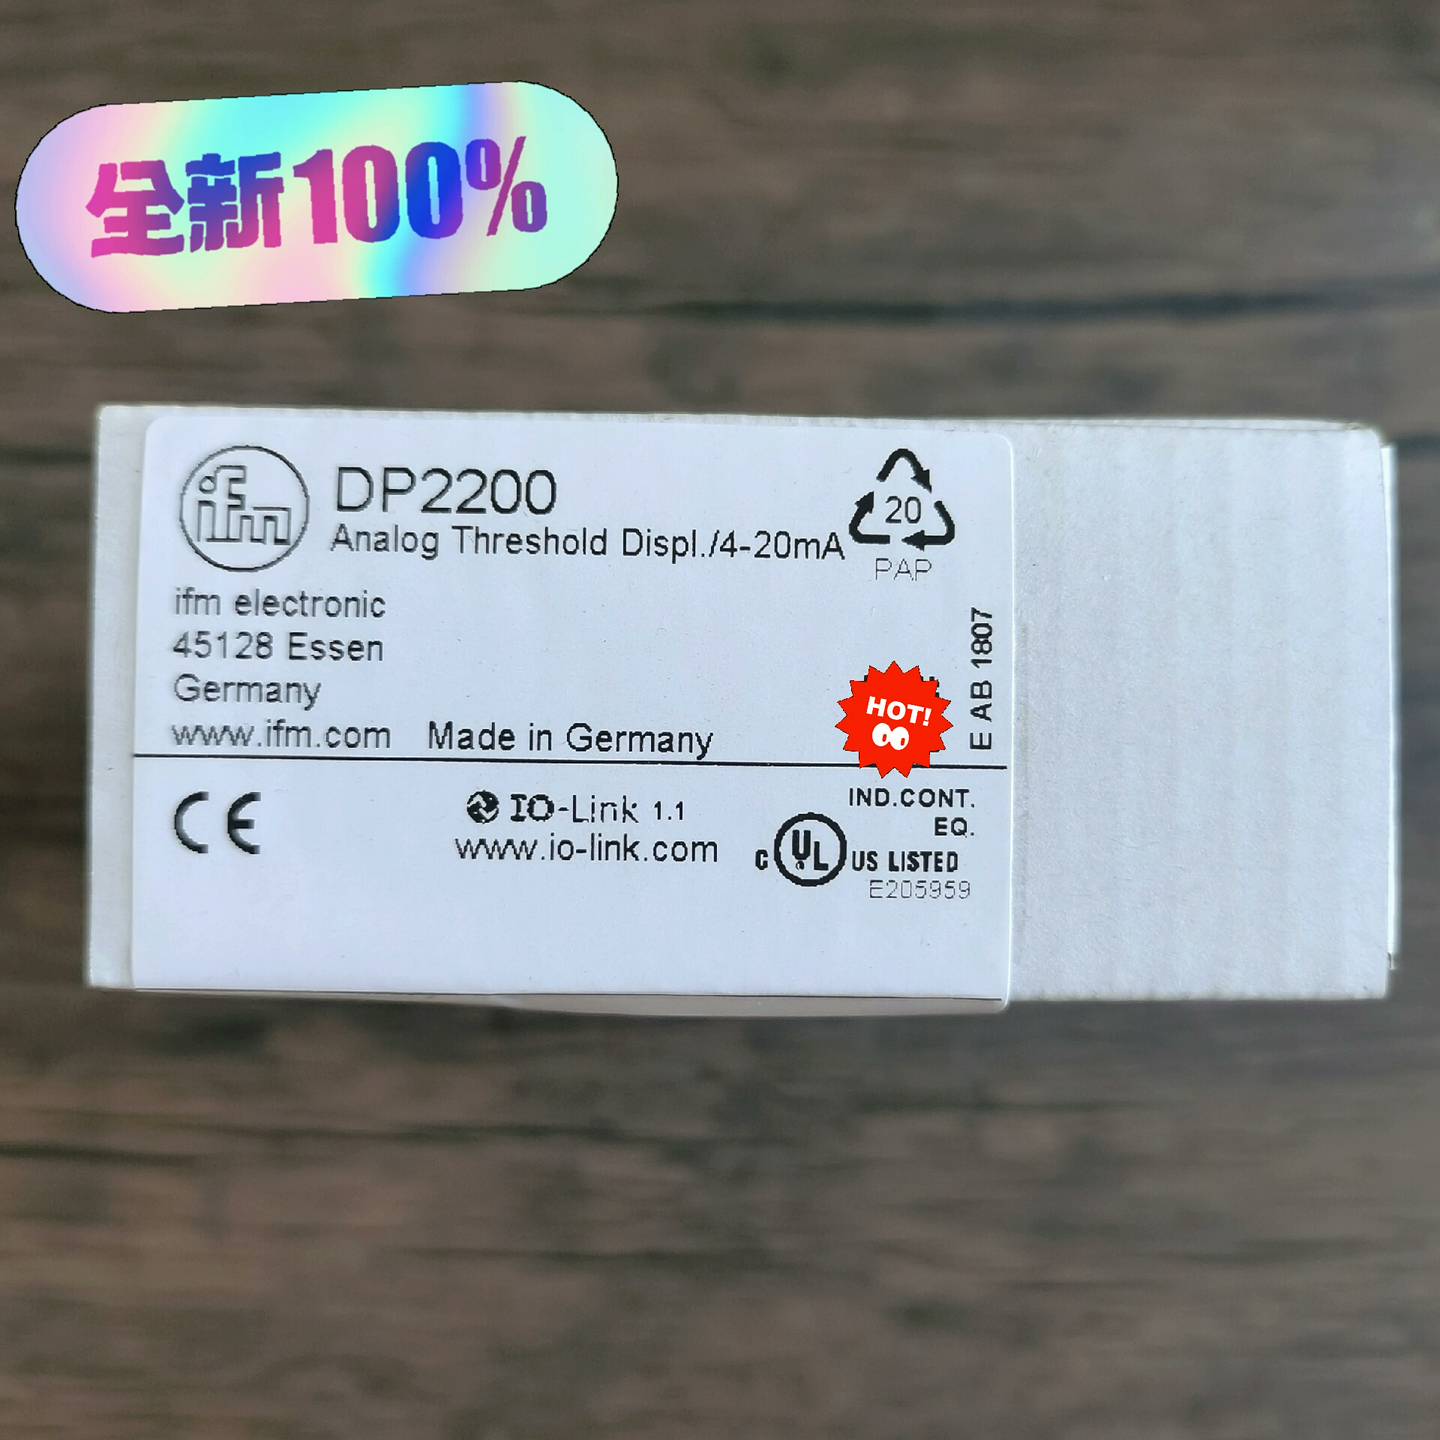 全新100%
ifm
DP2200
Analog Threshold Displ./4-20mA
20
PAP
ifm electronic
45128 Essen
Germany
www.ifm.com
Made in Germany
E AB 1807
HOT!
CE
IO-Link 1.1
www.io-link.com
IND.CONT.
EQ.
C UL US LISTED
E205959